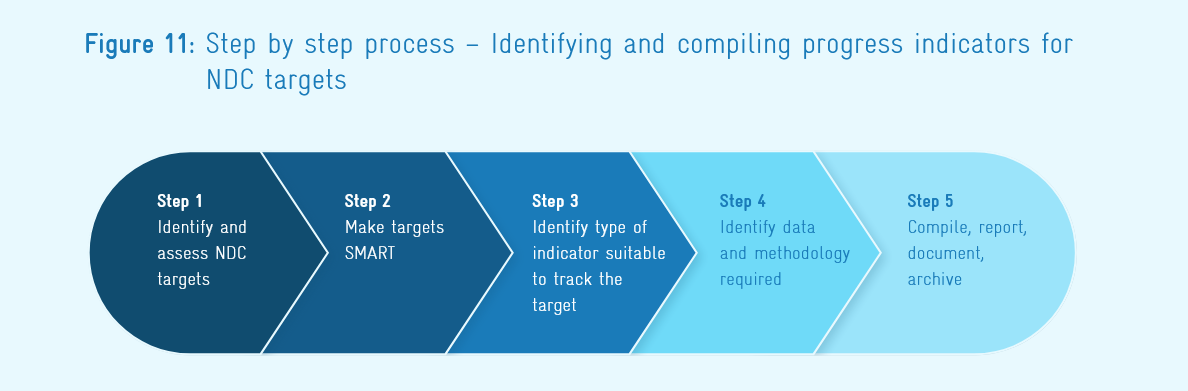 Figure 11: Step by step process – Identifying and compiling progress indicators for
NDC targets
Step 1
Identify and
assess NDC
targets
Step 2
Make targets
SMART
Step 3
Identify type of
indicator suitable
to track the
target
Step 4
Identify data
and methodology
required
Step 5
Compile, report,
document,
archive